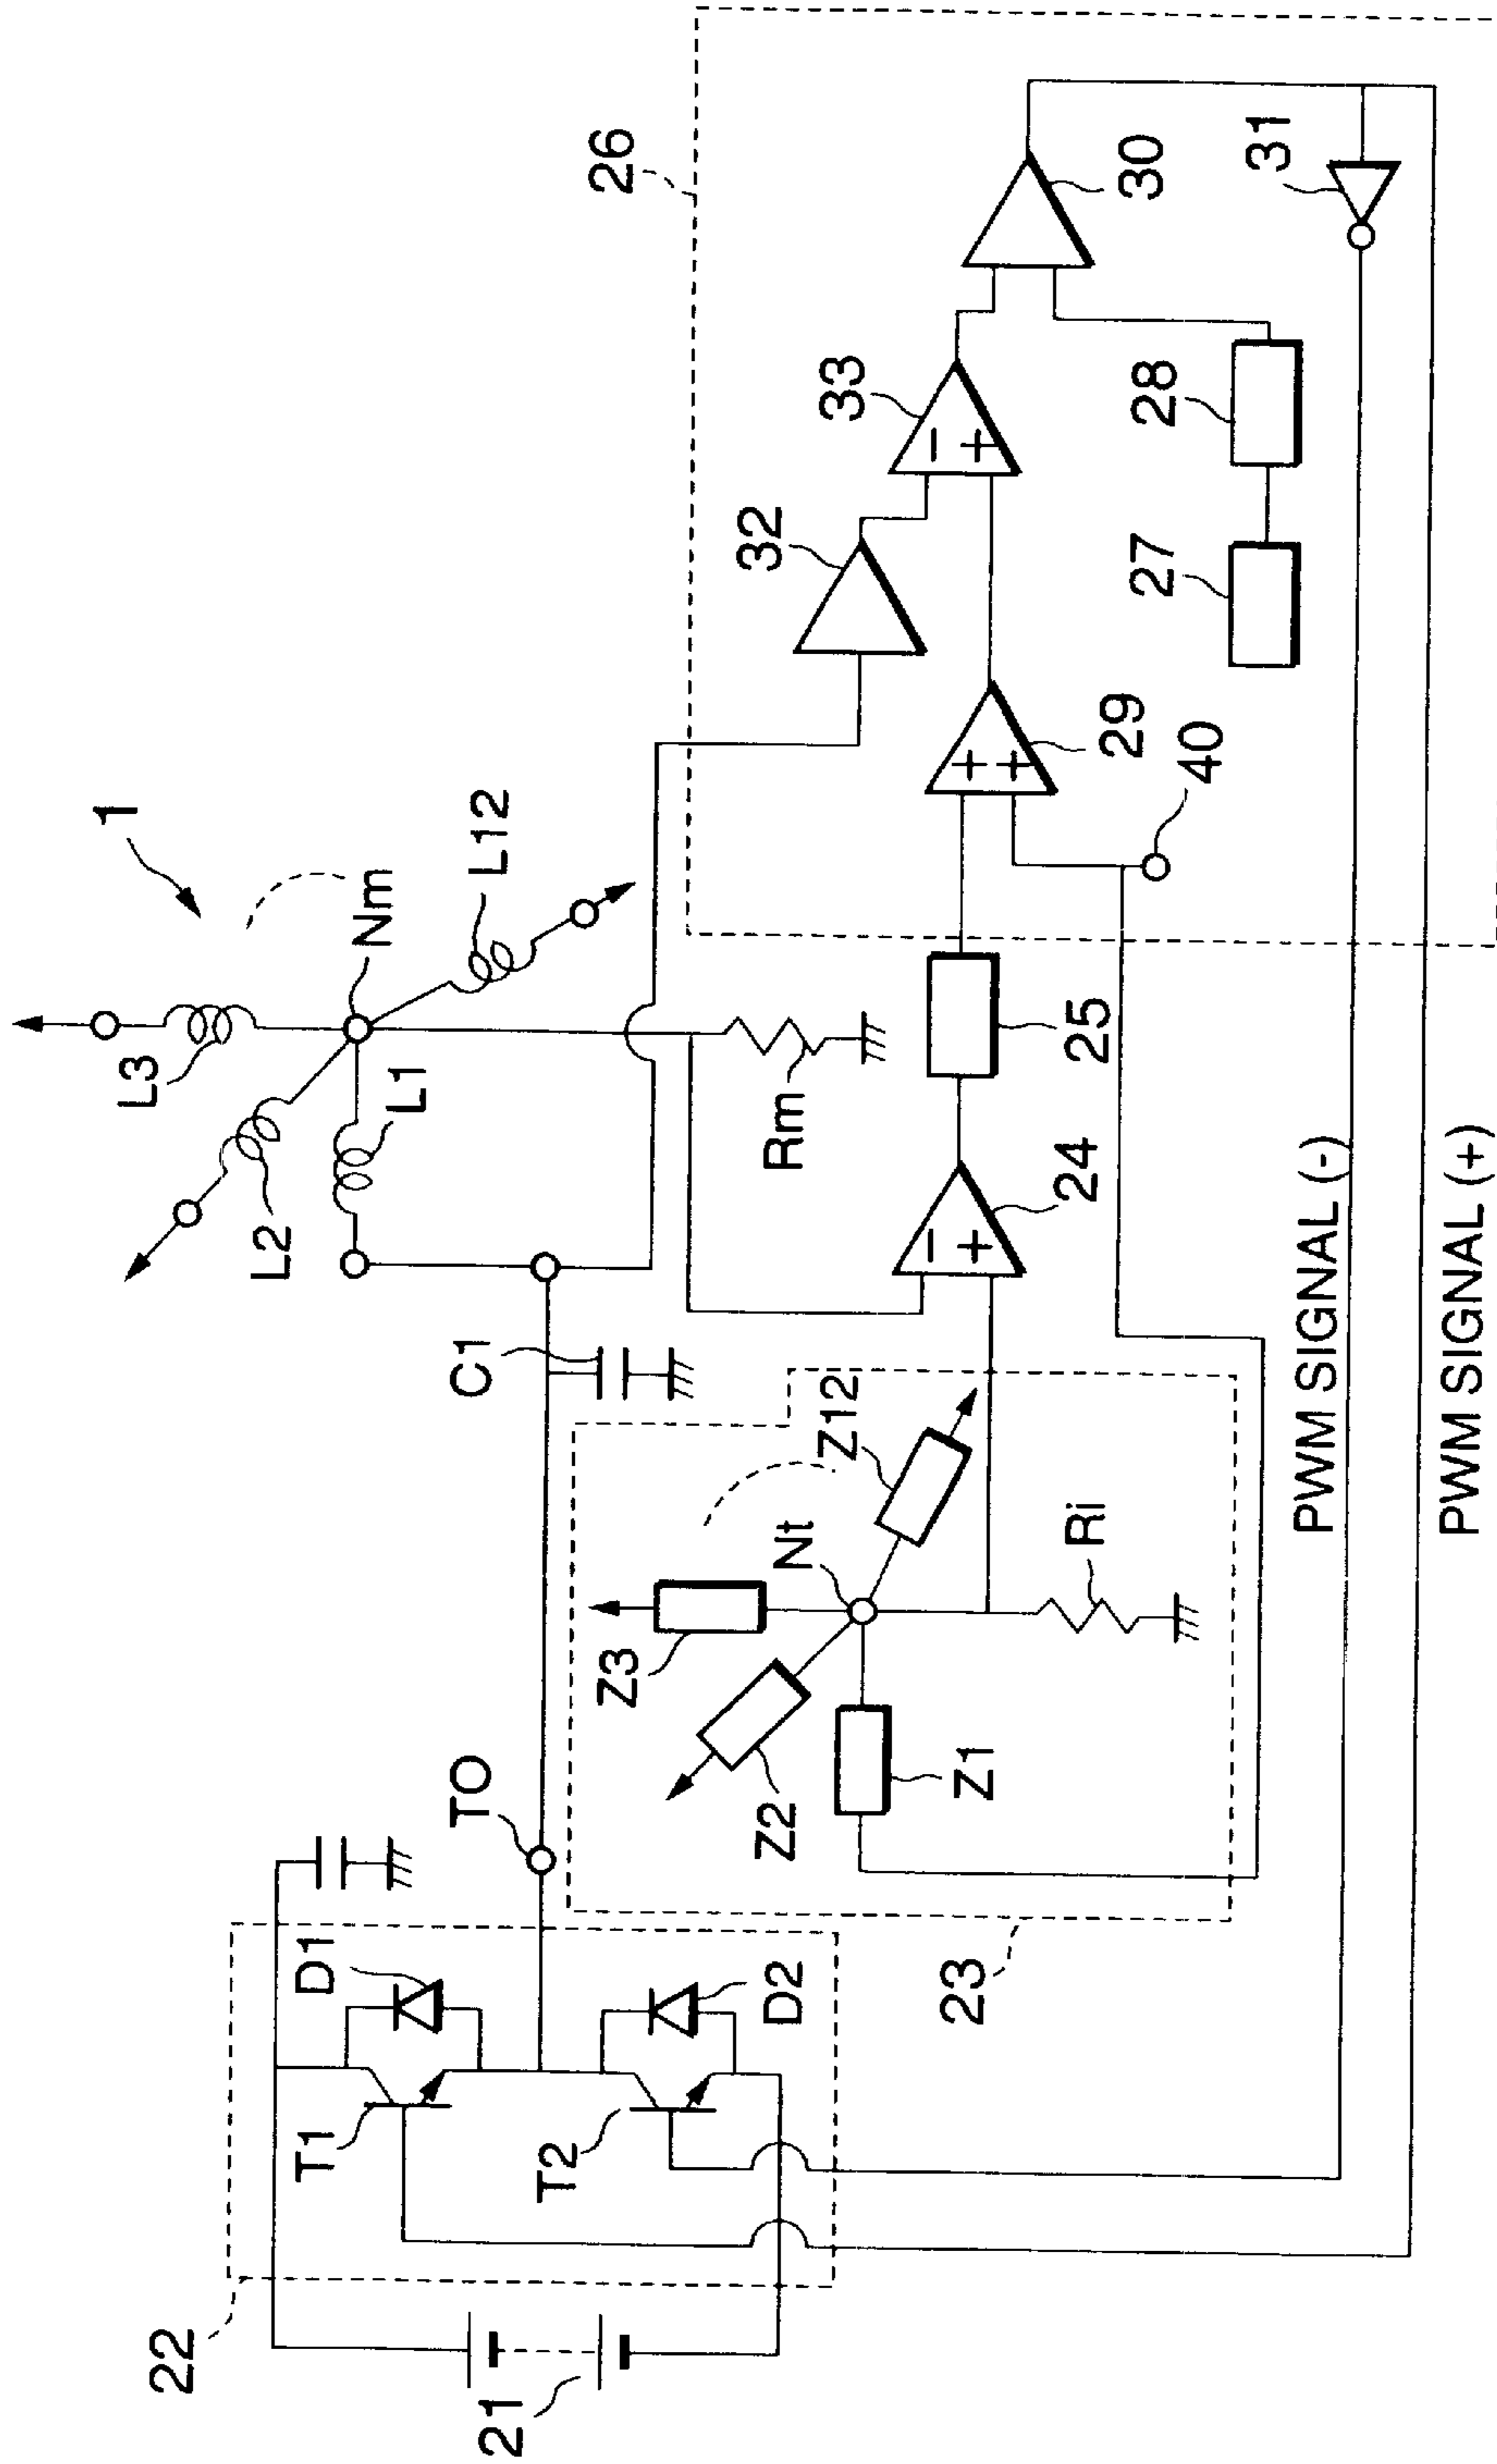 1
L3
Nm
L2
L1
L12
26
22
T1
D1
TO
C1
32
33
21
T2
D2
Z3
Z2
Nt
Z12
Rm
30
Z1
24
25
29
28
31
23
Ri
40
27
PWM SIGNAL (-)
PWM SIGNAL (+)